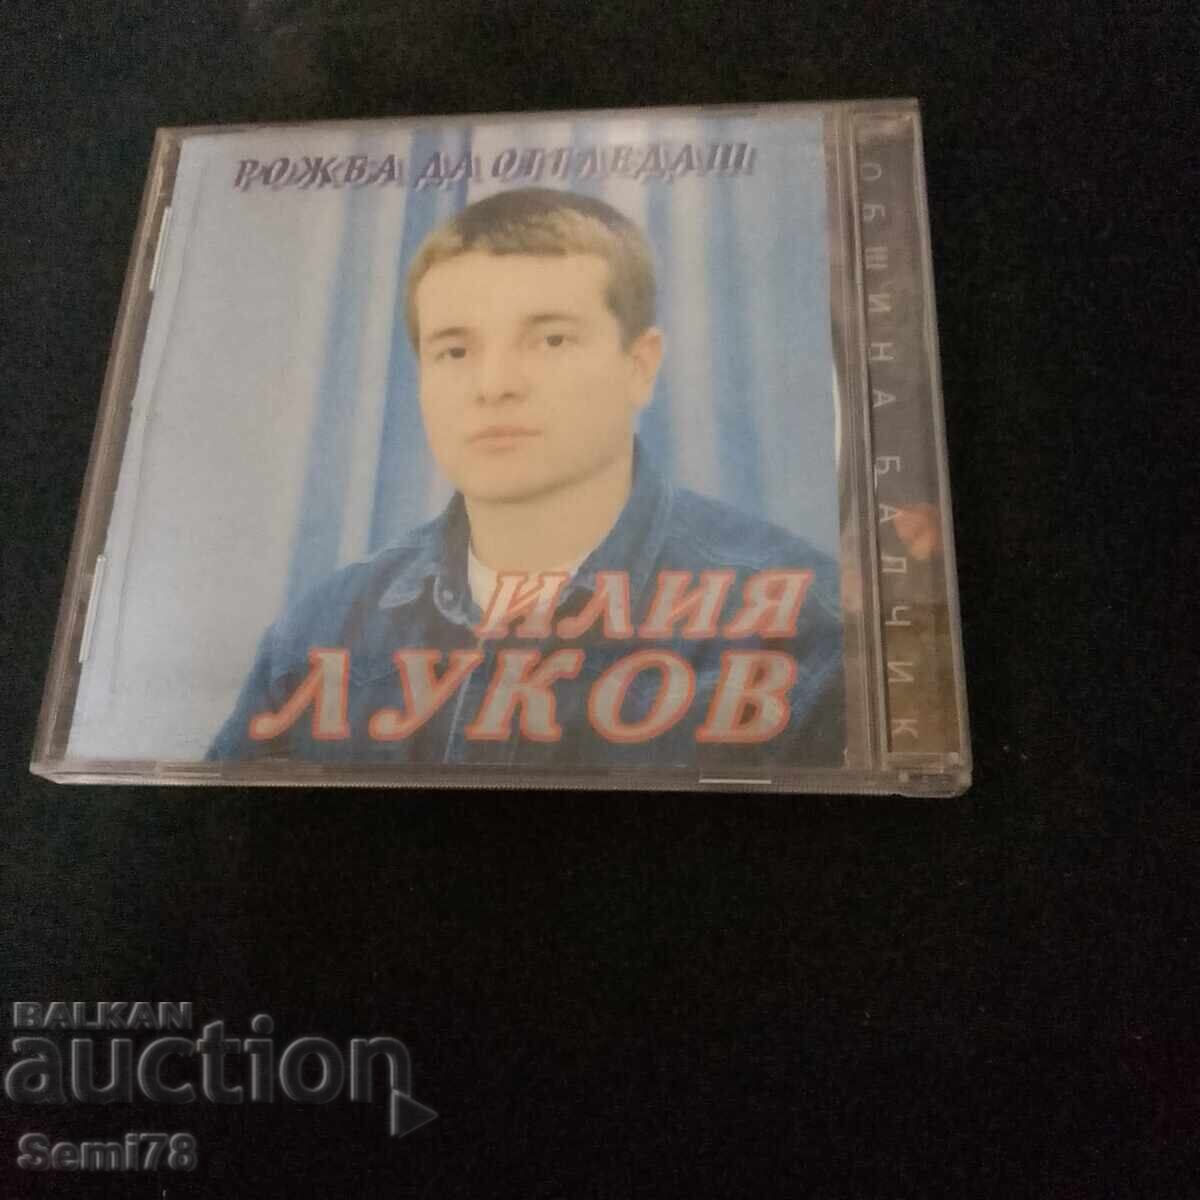 РОЖБА ДА ОТГЛЕДАШ
ИЛИЯ
ЛУКОВ
ОБЩИНА БАЛЧИК
BALKAN
auction
Semi78